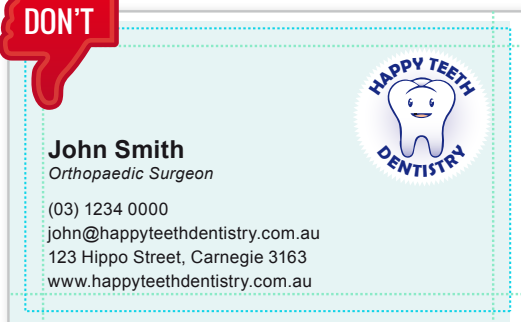 DON'T
HAPPY TEETH
DENTISTRY
John Smith
Orthopaedic Surgeon
(03) 1234 0000
john@happyteethdentistry.com.au
123 Hippo Street, Carnegie 3163
www.happyteethdentistry.com.au